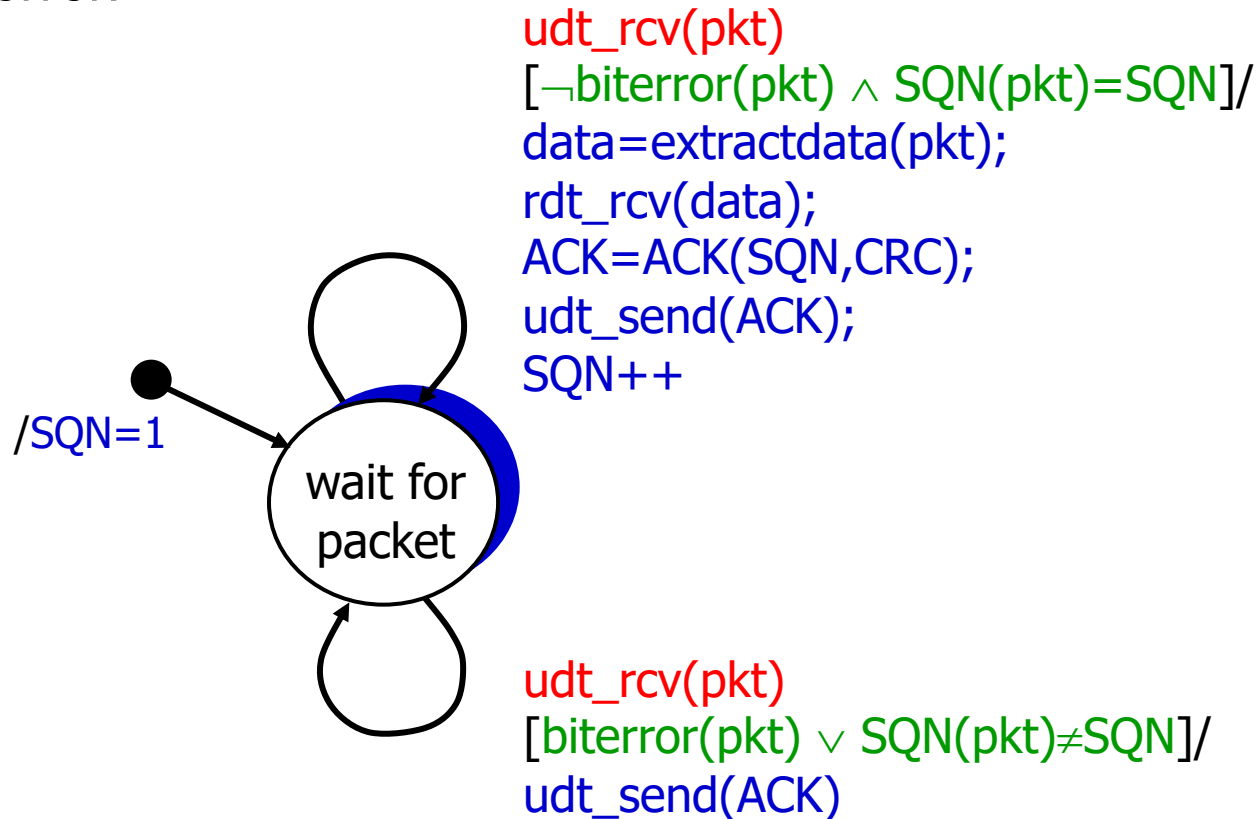 udt_rcv(pkt)
[¬biterror(pkt) ∧ SQN(pkt)=SQN]/
data=extractdata(pkt);
rdt_rcv(data);
ACK=ACK(SQN,CRC);
udt_send(ACK);
SQN++
/SQN=1
wait for
packet
udt_rcv(pkt)
[biterror(pkt) ∨ SQN(pkt)≠SQN]/
udt_send(ACK)